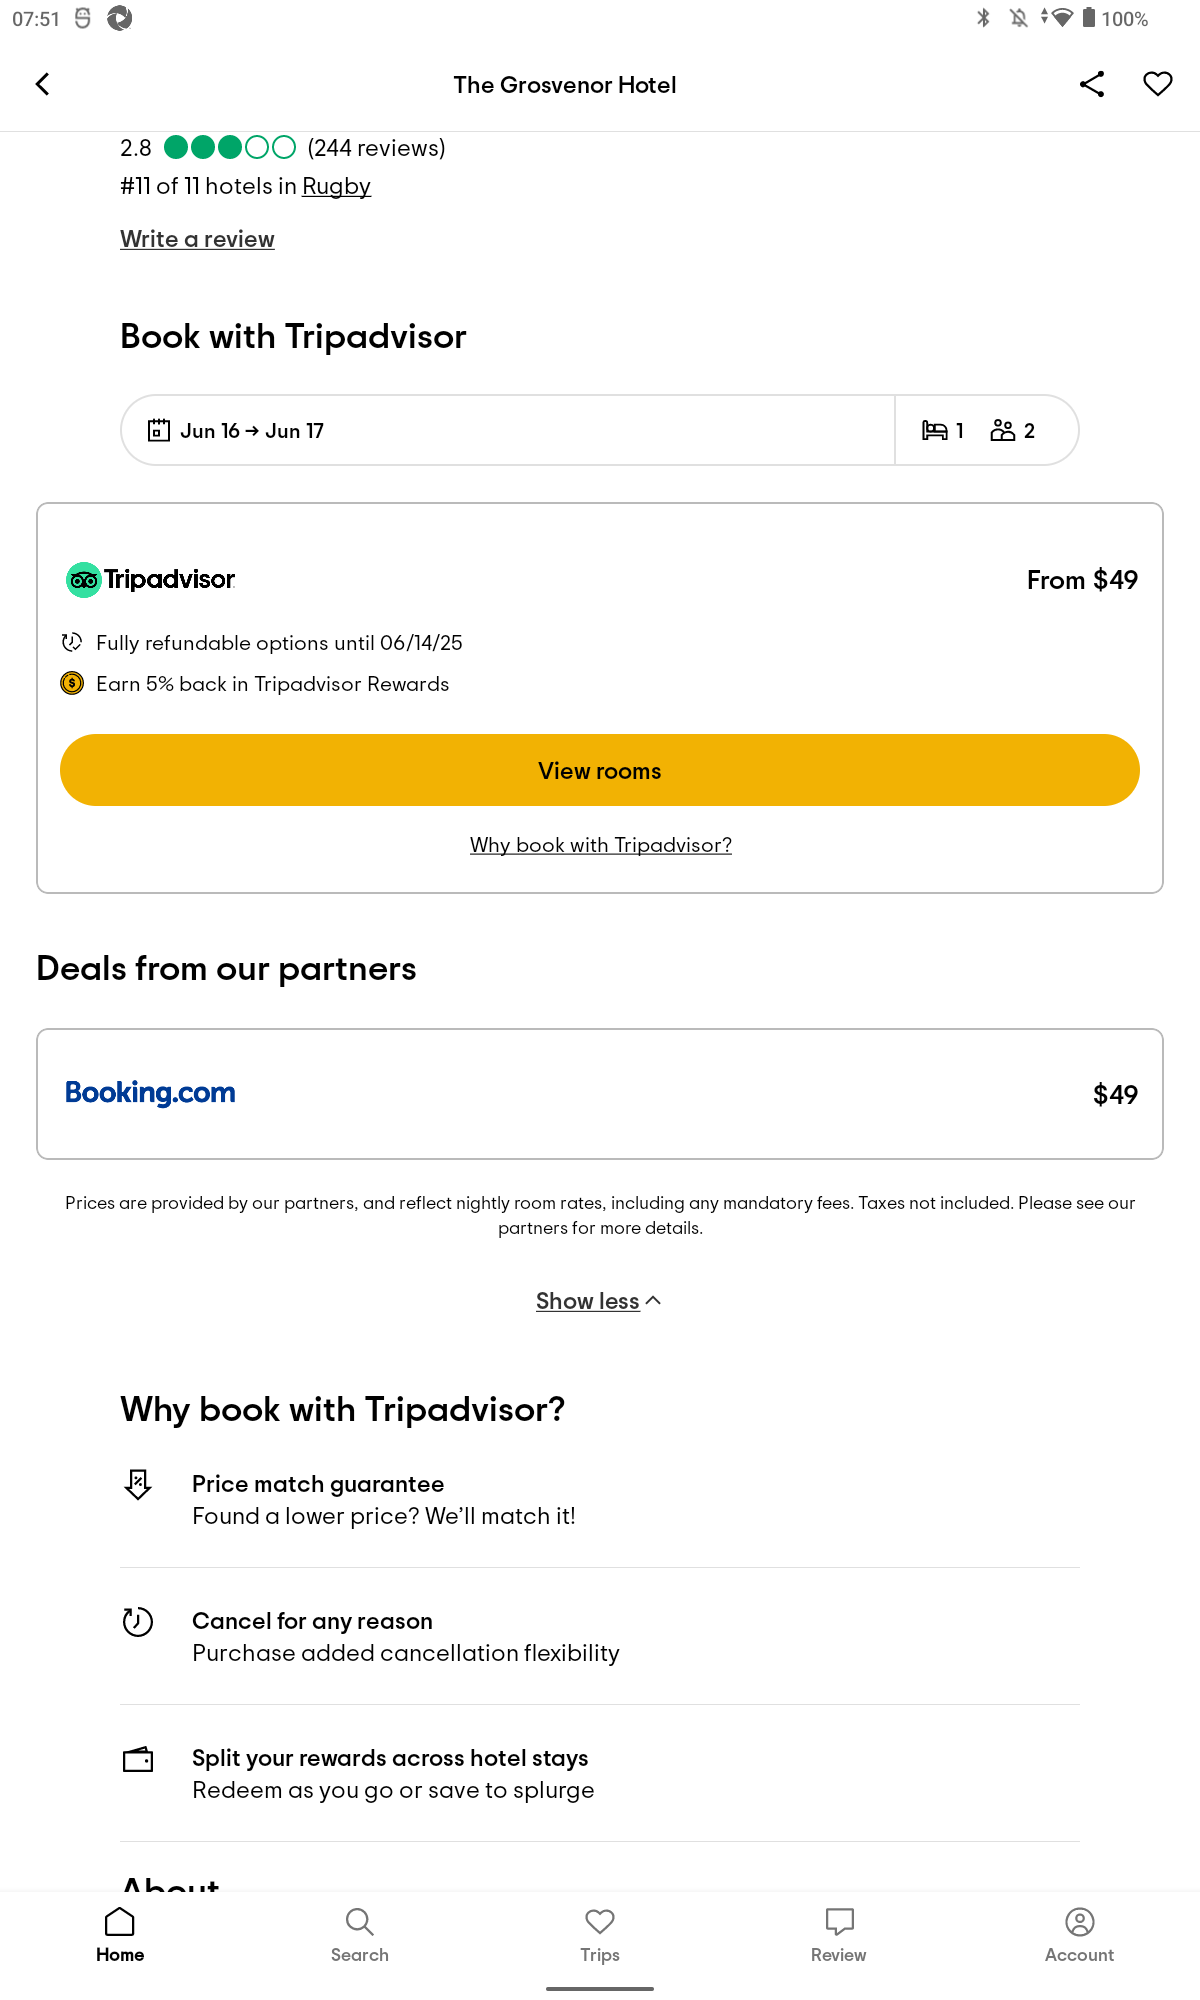 07:51
100%
The Grosvenor Hotel
2.8 (244 reviews)
#11 of 11 hotels in Rugby
Write a review
Book with Tripadvisor
Jun 16 → Jun 17
1
2
Tripadvisor
From $49
Fully refundable options until 06/14/25
Earn 5% back in Tripadvisor Rewards
View rooms
Why book with Tripadvisor?
Deals from our partners
Booking.com
$49
Prices are provided by our partners, and reflect nightly room rates, including any mandatory fees. Taxes not included. Please see our
partners for more details.
Show less
Why book with Tripadvisor?
Price match guarantee
Found a lower price? We’ll match it!
Cancel for any reason
Purchase added cancellation flexibility
Split your rewards across hotel stays
Redeem as you go or save to splurge
About
Home
Search
Trips
Review
Account